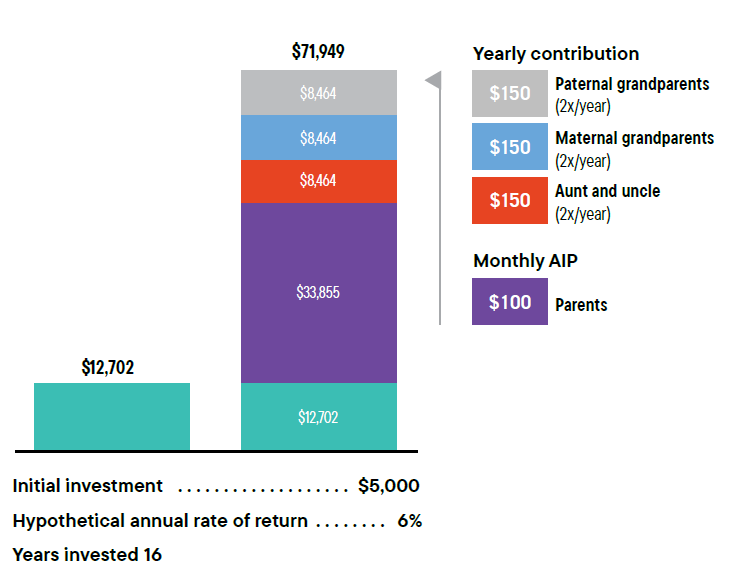 $71,949
$8,464
$8,464
$8,464
$33,855
$12,702
$12,702
Yearly contribution
$150 Paternal grandparents
(2x/year)
$150 Maternal grandparents
(2x/year)
$150 Aunt and uncle
(2x/year)
Monthly AIP
$100 Parents
Initial investment ................... $5,000
Hypothetical annual rate of return ........ 6%
Years invested 16